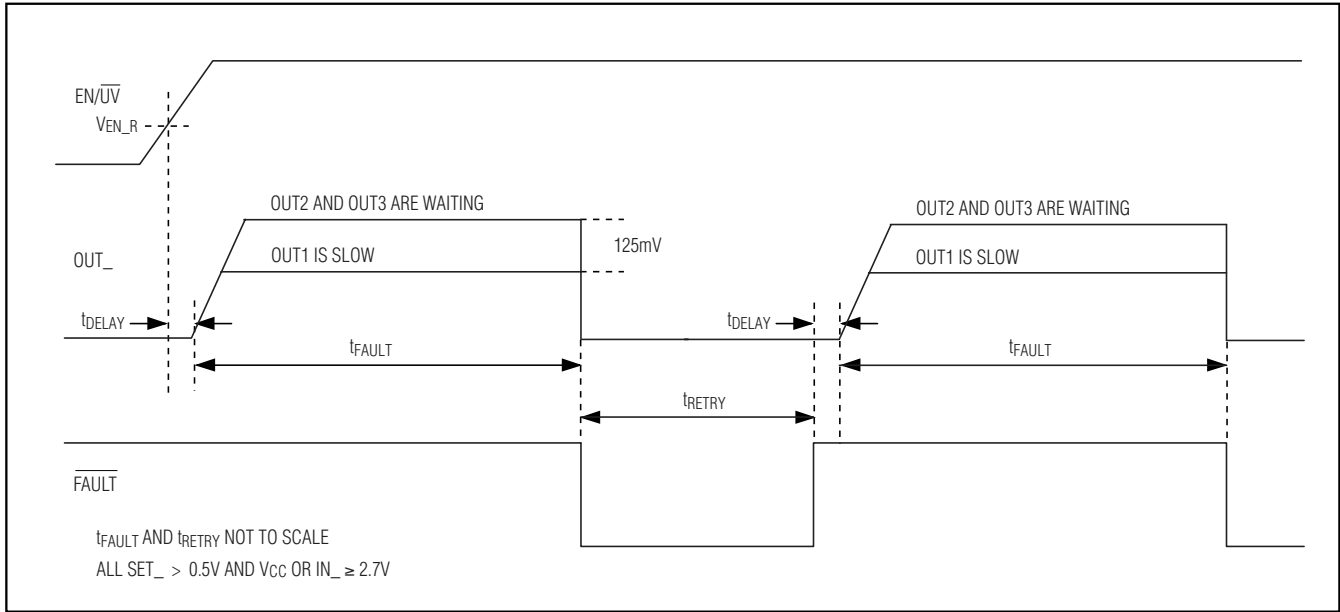 EN/U̅V̅
VEN_R
OUT2 AND OUT3 ARE WAITING
OUT2 AND OUT3 ARE WAITING
125mV
OUT1 IS SLOW
OUT1 IS SLOW
OUT_
tDELAY
tDELAY
tFAULT
tFAULT
tRETRY
F̅A̅U̅L̅T̅
tFAULT AND tRETRY NOT TO SCALE
ALL SET_ > 0.5V AND VCC OR IN_ ≥ 2.7V